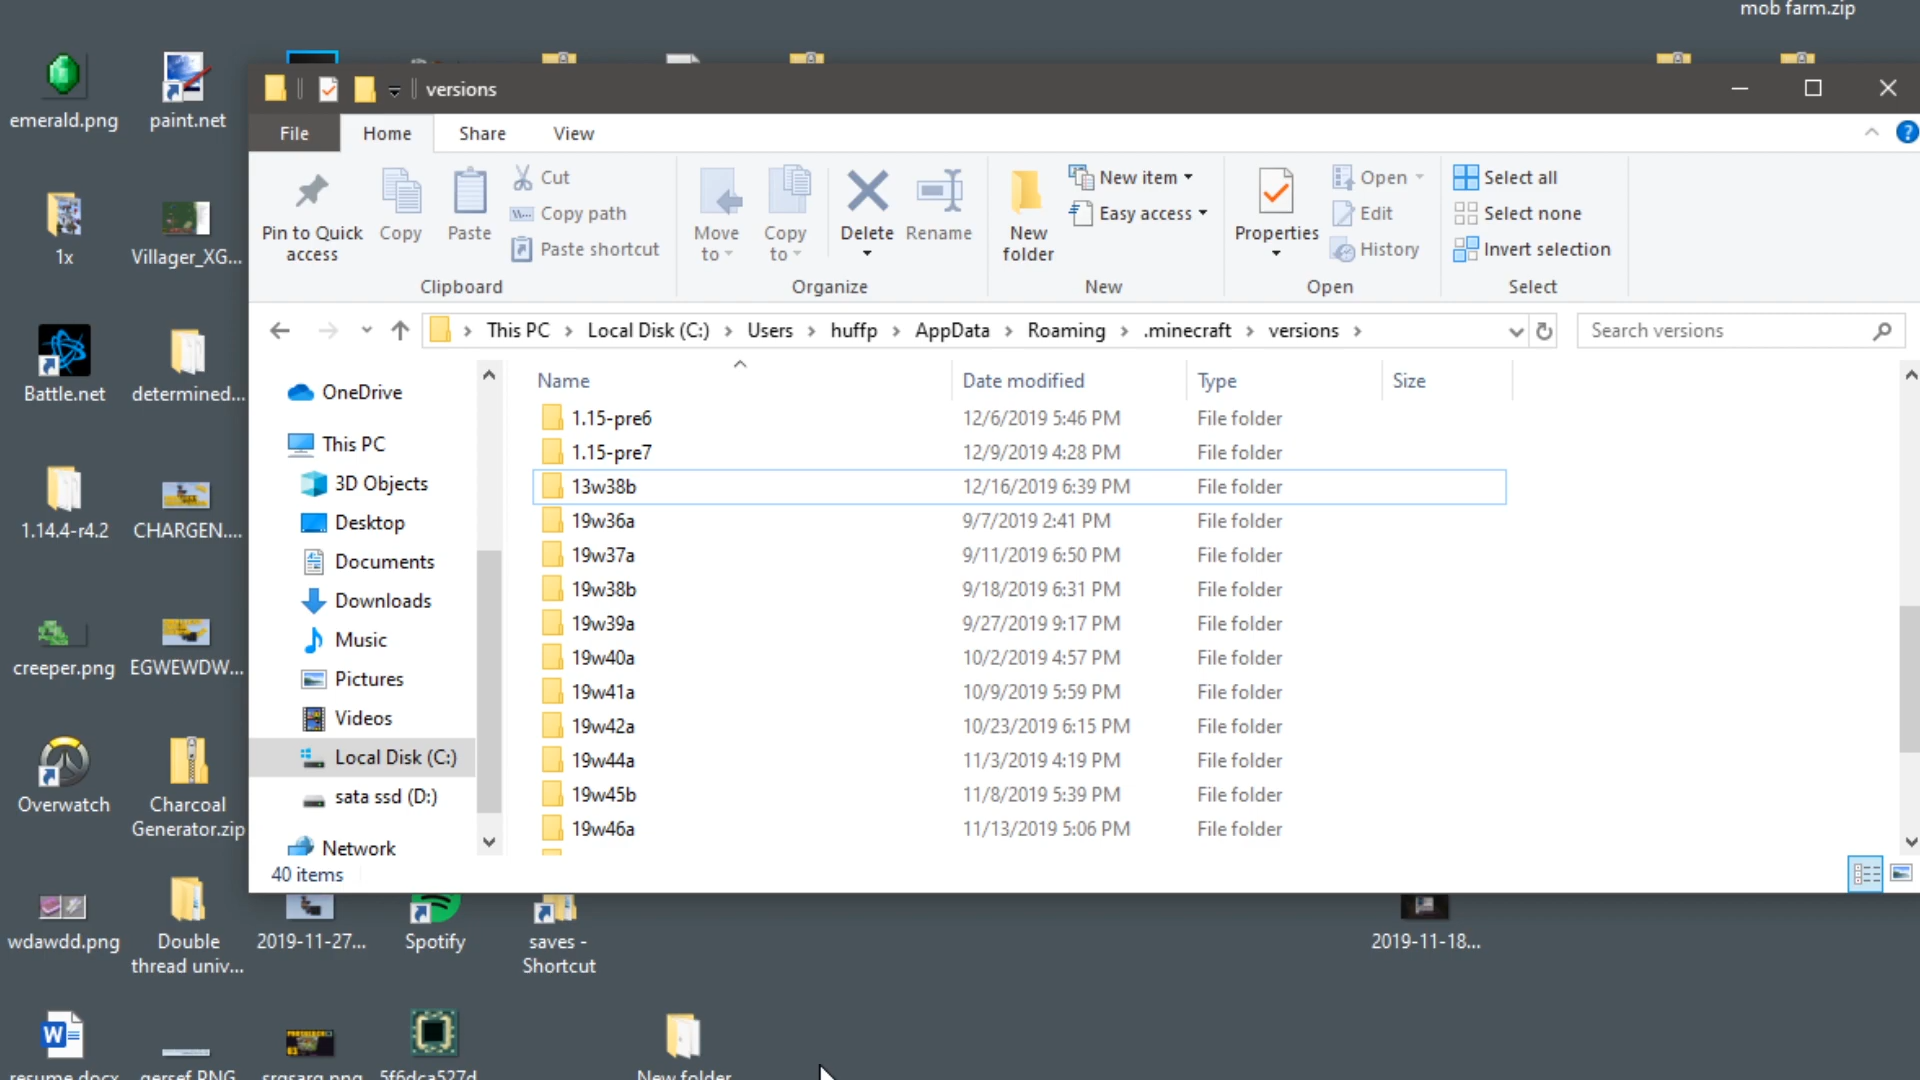 mob farm.zip
emerald.png
paint.net
versions
File Home Share View
Pin to Quick access
Copy
Paste
Cut
Copy path
Paste shortcut
Clipboard
Move to
Copy to
Delete
Rename
Organize
New folder
New item
Easy access
New
Properties
Open
Edit
History
Open
Select all
Select none
Invert selection
Select
This PC > Local Disk (C:) > Users > huffp > AppData > Roaming > .minecraft > versions >
Search versions
OneDrive
This PC
3D Objects
Desktop
Documents
Downloads
Music
Pictures
Videos
Local Disk (C:)
sata ssd (D:)
Network
Name Date modified Type Size
1.15-pre6 12/6/2019 5:46 PM File folder
1.15-pre7 12/9/2019 4:28 PM File folder
13w38b 12/16/2019 6:39 PM File folder
19w36a 9/7/2019 2:41 PM File folder
19w37a 9/11/2019 6:50 PM File folder
19w38b 9/18/2019 6:31 PM File folder
19w39a 9/27/2019 9:17 PM File folder
19w40a 10/2/2019 4:57 PM File folder
19w41a 10/9/2019 5:59 PM File folder
19w42a 10/23/2019 6:15 PM File folder
19w44a 11/3/2019 4:19 PM File folder
19w45b 11/8/2019 5:39 PM File folder
19w46a 11/13/2019 5:06 PM File folder
40 items
1x
Villager_XG...
Battle.net
determined...
1.14.4-r4.2
CHARGEN....
creeper.png
EGWEWDW...
Overwatch
Charcoal
Generator.zip
wdawdd.png
Double
thread univ...
2019-11-27...
Spotify
saves -
Shortcut
2019-11-18...
resume.docx
gersef.PNG
srgsarg.png
5f6dca527d
New folder